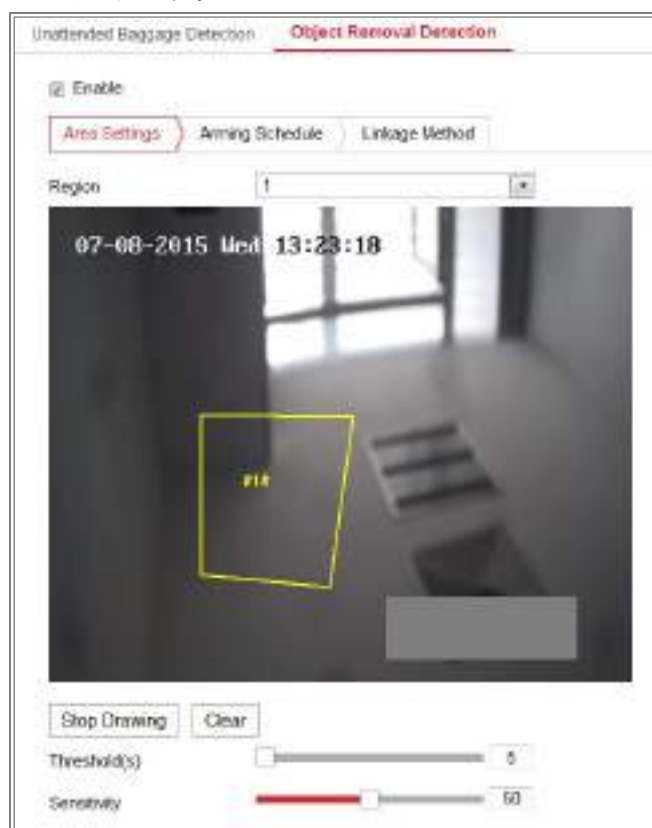 Unattended Baggage Detection Object Removal Detection
Enable
Area Settings Arming Schedule Linkage Method
Region 1
07-08-2015 Wed 13:23:18
#1#
Stop Drawing Clear
Threshold(s) 5
Sensitivity 50